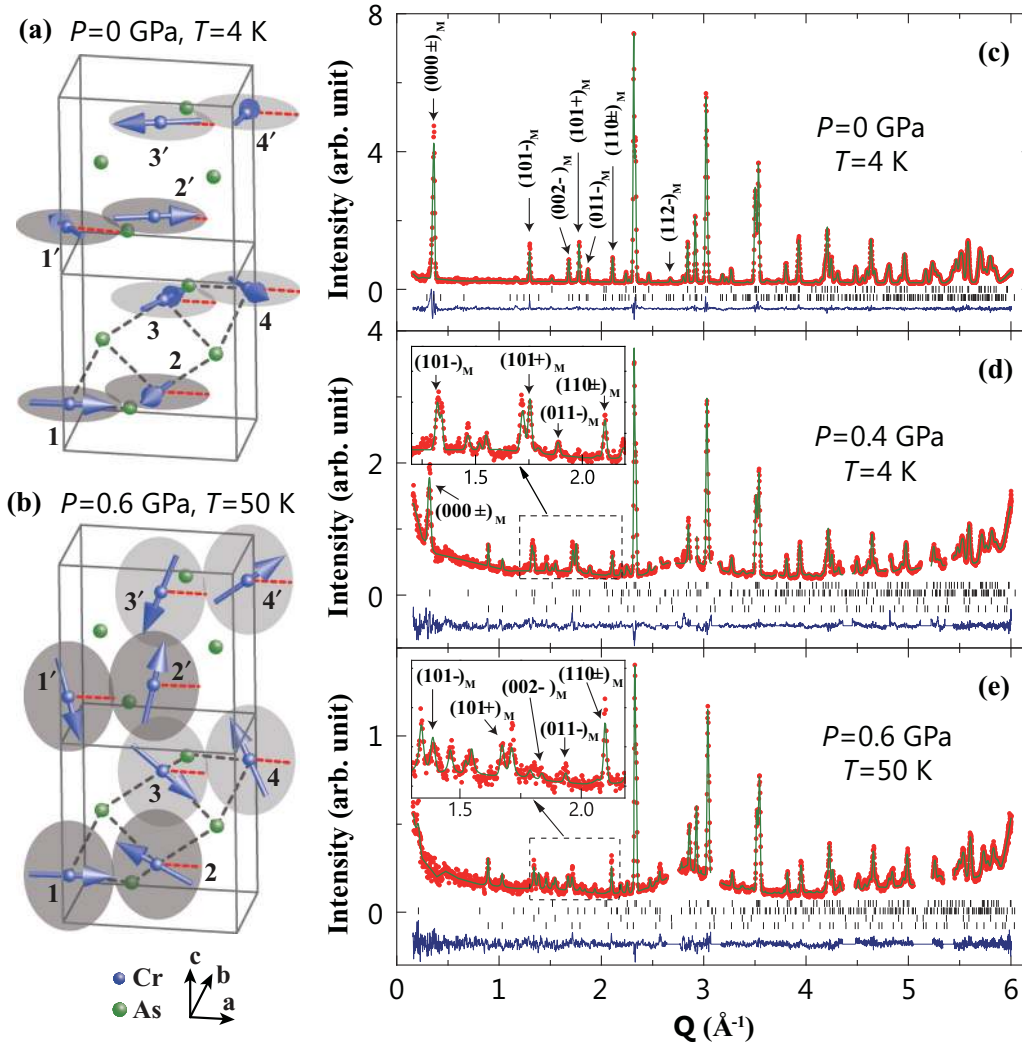 (a) P=0 GPa, T=4 K
3′
4′
2′
1′
3
4
2
1
(b) P=0.6 GPa, T=50 K
3′
4′
1′
2′
3
4
1
2
Cr
As
c
b
a
Intensity (arb. unit)
8
4
0
(c)
P=0 GPa
T=4 K
(000±)M
(101-)M
(002-)M
(101+)M
(011-)M
(110±)M
(112-)M
Intensity (arb. unit)
4
2
0
(d)
P=0.4 GPa
T=4 K
(101-)M
(101+)M
(110±)M
(011-)M
1.5
2.0
(000±)M
Intensity (arb. unit)
1
0
(e)
P=0.6 GPa
T=50 K
(101-)M
(002-)M
(110±)M
(101+)M
(011-)M
1.5
2.0
0 1 2 3 4 5 6
Q (Å⁻¹)